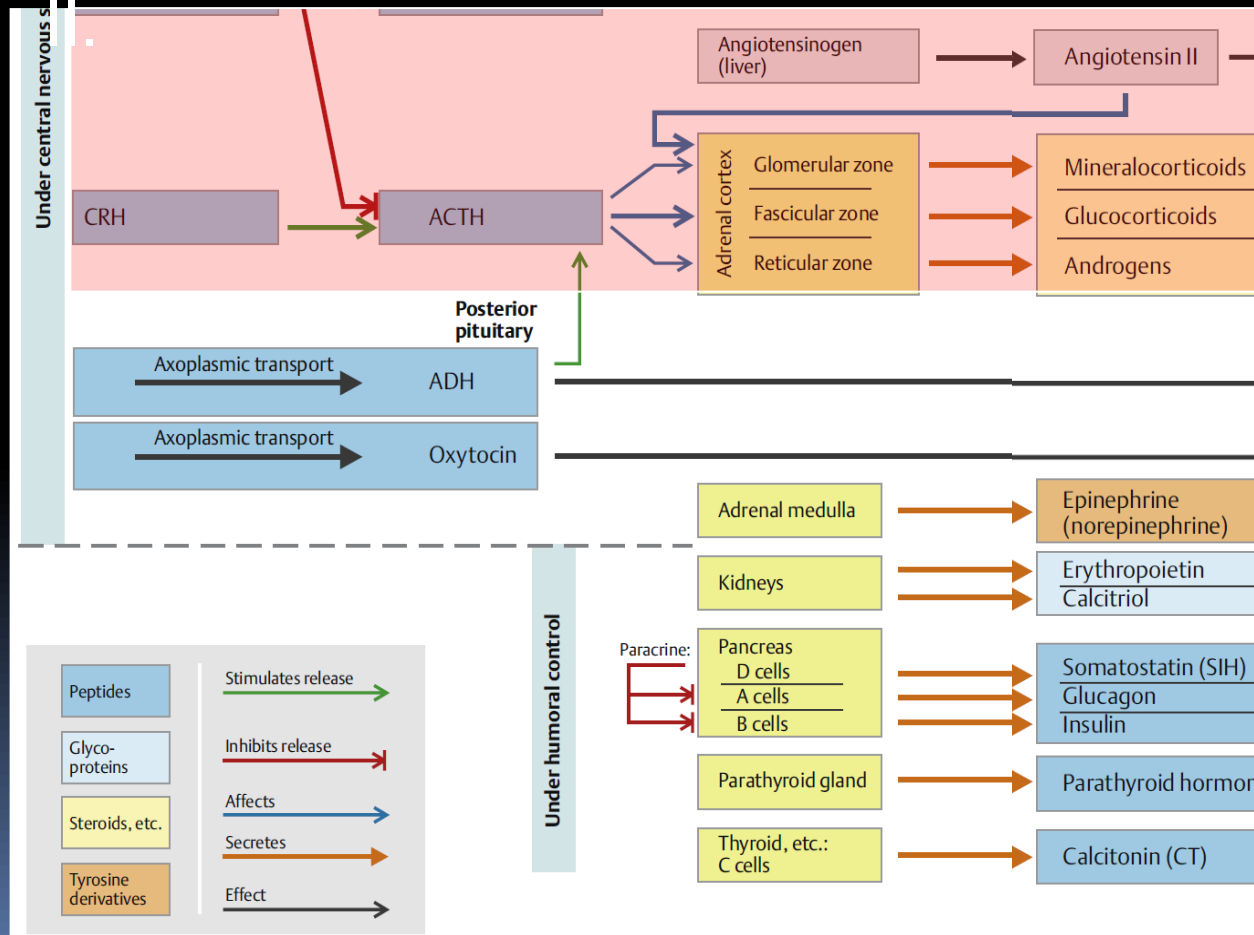 Under central nervous s
Angiotensinogen
(liver)
Angiotensin II
CRH
ACTH
Adrenal cortex
Glomerular zone
Fascicular zone
Reticular zone
Mineralocorticoids
Glucocorticoids
Androgens
Posterior
pituitary
Axoplasmic transport
ADH
Axoplasmic transport
Oxytocin
Adrenal medulla
Epinephrine
(norepinephrine)
Kidneys
Erythropoietin
Calcitriol
Under humoral control
Paracrine:
Pancreas
D cells
A cells
B cells
Somatostatin (SIH)
Glucagon
Insulin
Parathyroid gland
Parathyroid hormon
Thyroid, etc.:
C cells
Calcitonin (CT)
Peptides
Glyco-
proteins
Steroids, etc.
Tyrosine
derivatives
Stimulates release
Inhibits release
Affects
Secretes
Effect